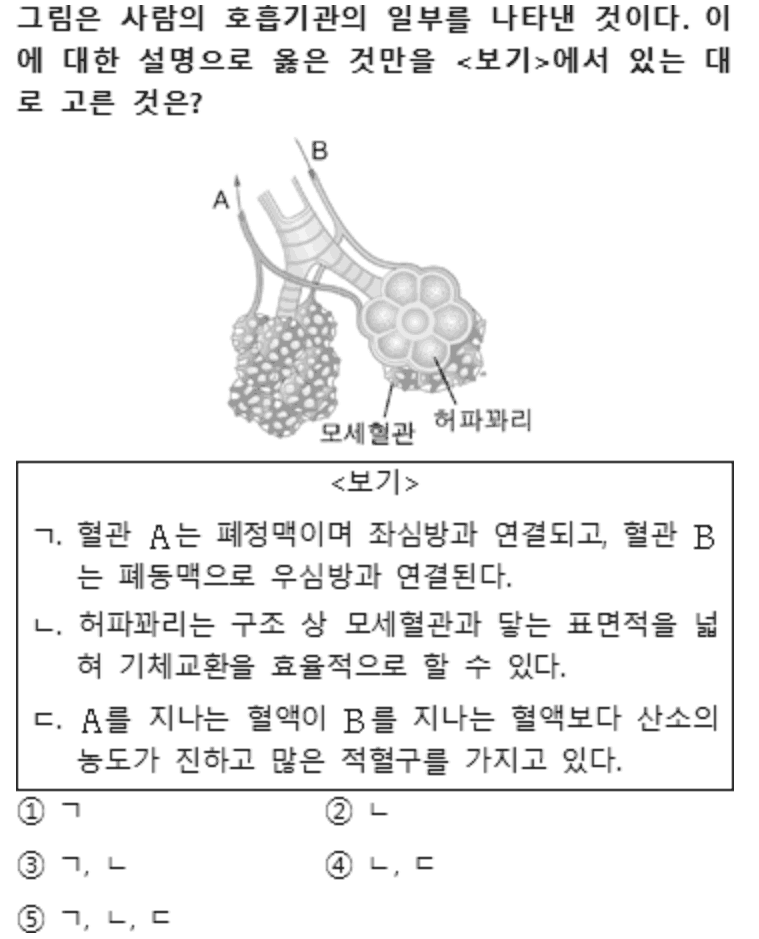 그림은 사람의 호흡기관의 일부를 나타낸 것이다. 이
에 대한 설명으로 옳은 것만을 <보기>에서 있는 대
로 고른 것은?
B
A
허파꽈리
모세혈관
<보기>
ㄱ. 혈관 A는 폐정맥이며 좌심방과 연결되고, 혈관 B
는 폐동맥으로 우심방과 연결된다.
ㄴ. 허파꽈리는 구조 상 모세혈관과 닿는 표면적을 넓
혀 기체교환을 효율적으로 할 수 있다.
ㄷ. A를 지나는 혈액이 B를 지나는 혈액보다 산소의
농도가 진하고 많은 적혈구를 가지고 있다.
① ㄱ ② ㄴ
③ ㄱ, ㄴ ④ ㄴ, ㄷ
⑤ ㄱ, ㄴ, ㄷ